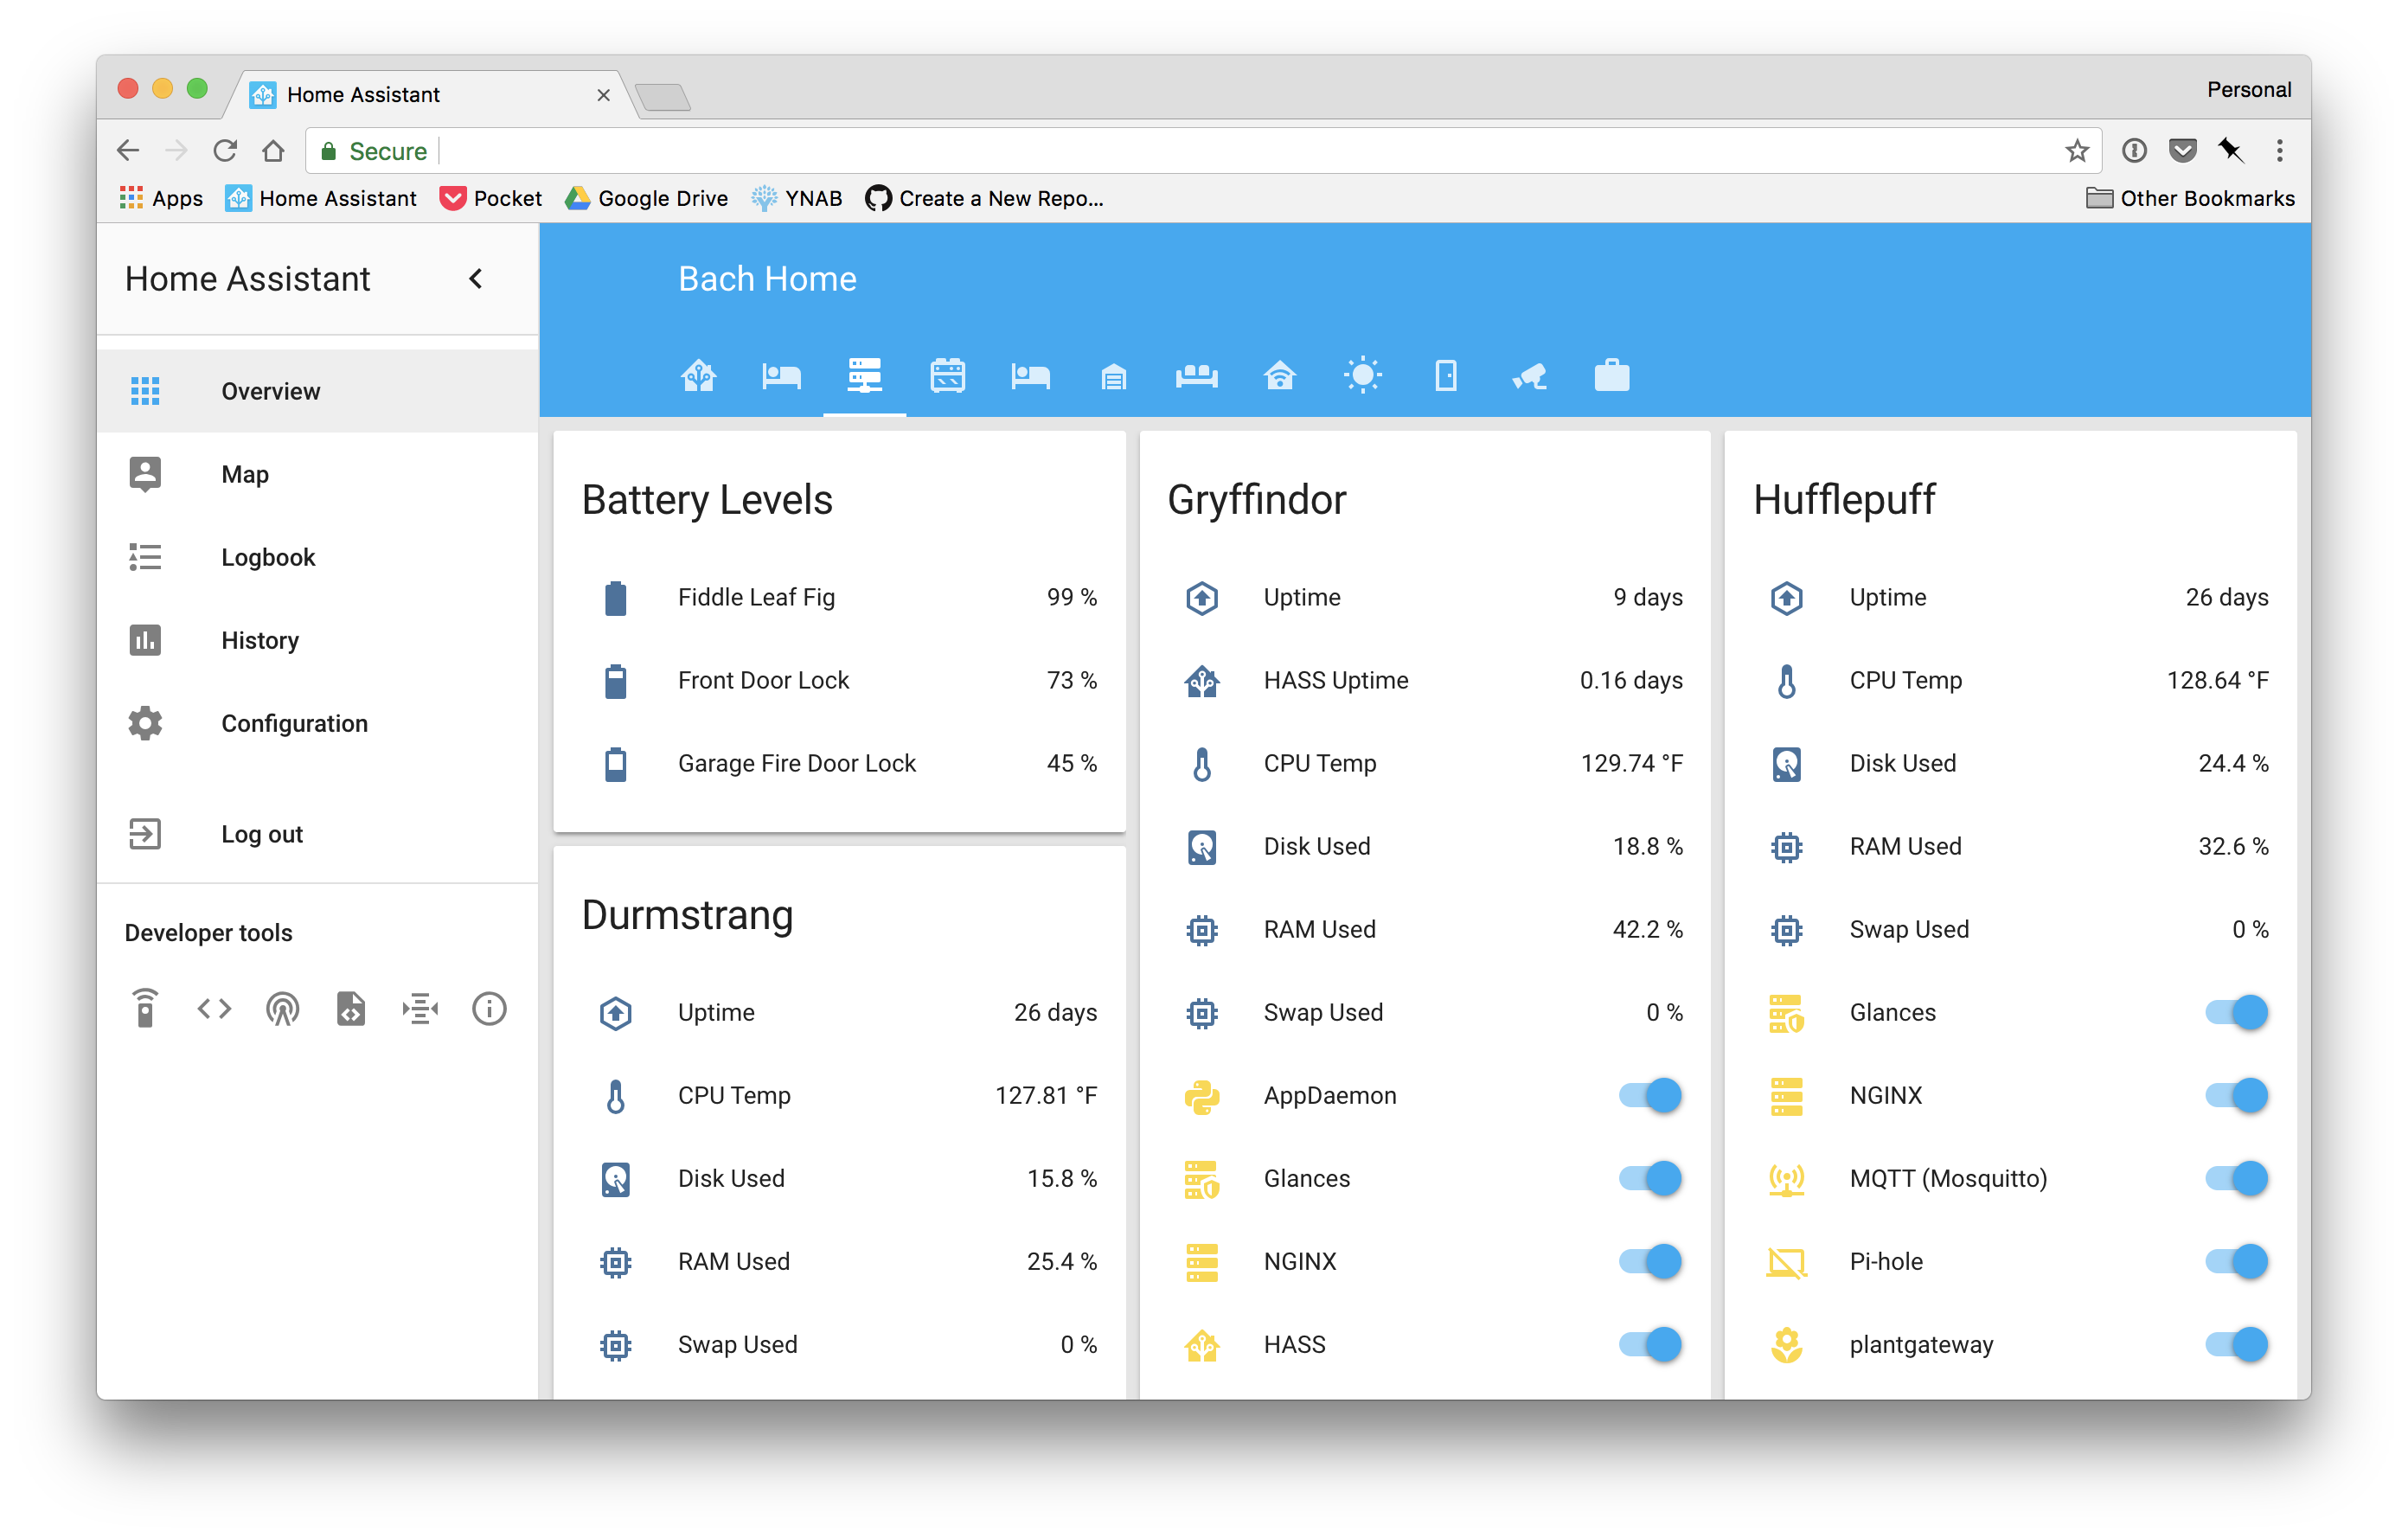 Home Assistant
Personal
Secure
Apps Home Assistant Pocket Google Drive YNAB Create a New Repo... Other Bookmarks
Home Assistant
Overview
Map
Logbook
History
Configuration
Log out
Developer tools
Bach Home
Battery Levels
Fiddle Leaf Fig 99 %
Front Door Lock 73 %
Garage Fire Door Lock 45 %
Durmstrang
Uptime 26 days
CPU Temp 127.81 °F
Disk Used 15.8 %
RAM Used 25.4 %
Swap Used 0 %
Gryffindor
Uptime 9 days
HASS Uptime 0.16 days
CPU Temp 129.74 °F
Disk Used 18.8 %
RAM Used 42.2 %
Swap Used 0 %
AppDaemon
Glances
NGINX
HASS
Hufflepuff
Uptime 26 days
CPU Temp 128.64 °F
Disk Used 24.4 %
RAM Used 32.6 %
Swap Used 0 %
Glances
NGINX
MQTT (Mosquitto)
Pi-hole
plantgateway